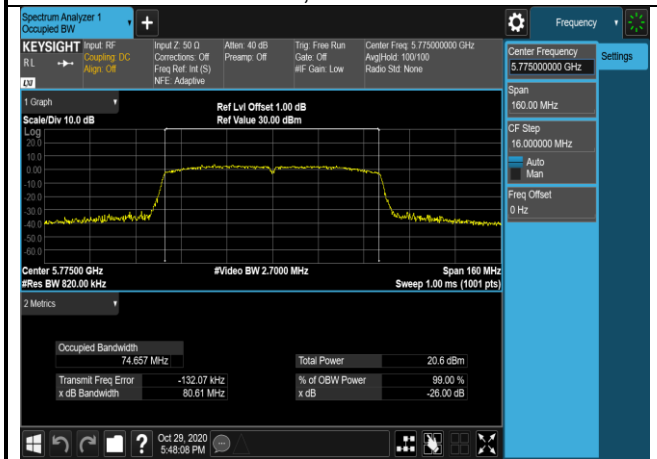 Spectrum Analyzer 1
Occupied BW
Frequency
KEYSIGHT
R L
LXI
Input: RF
Coupling: DC
Align: Off
Input Z: 50 Ω
Corrections: Off
Freq Ref: Int (S)
NFE: Adaptive
Atten: 40 dB
Preamp: Off
Trig: Free Run
Gate: Off
#IF Gain: Low
Center Freq: 5.775000000 GHz
Avg|Hold: 100/100
Radio Std: None
Center Frequency
5.775000000 GHz
Settings
Span
160.00 MHz
CF Step
16.000000 MHz
Auto
Man
Freq Offset
0 Hz
1 Graph
Scale/Div 10.0 dB
Ref Lvl Offset 1.00 dB
Ref Value 30.00 dBm
Log
20.0
10.0
0.00
-10.0
-20.0
-30.0
-40.0
-50.0
-60.0
Center 5.77500 GHz
#Video BW 2.7000 MHz
Span 160 MHz
#Res BW 820.00 kHz
Sweep 1.00 ms (1001 pts)
2 Metrics
Occupied Bandwidth
74.657 MHz
Total Power 20.6 dBm
Transmit Freq Error -132.07 kHz
% of OBW Power 99.00 %
x dB Bandwidth 80.61 MHz
x dB -26.00 dB
?
Oct 29, 2020
5:48:08 PM